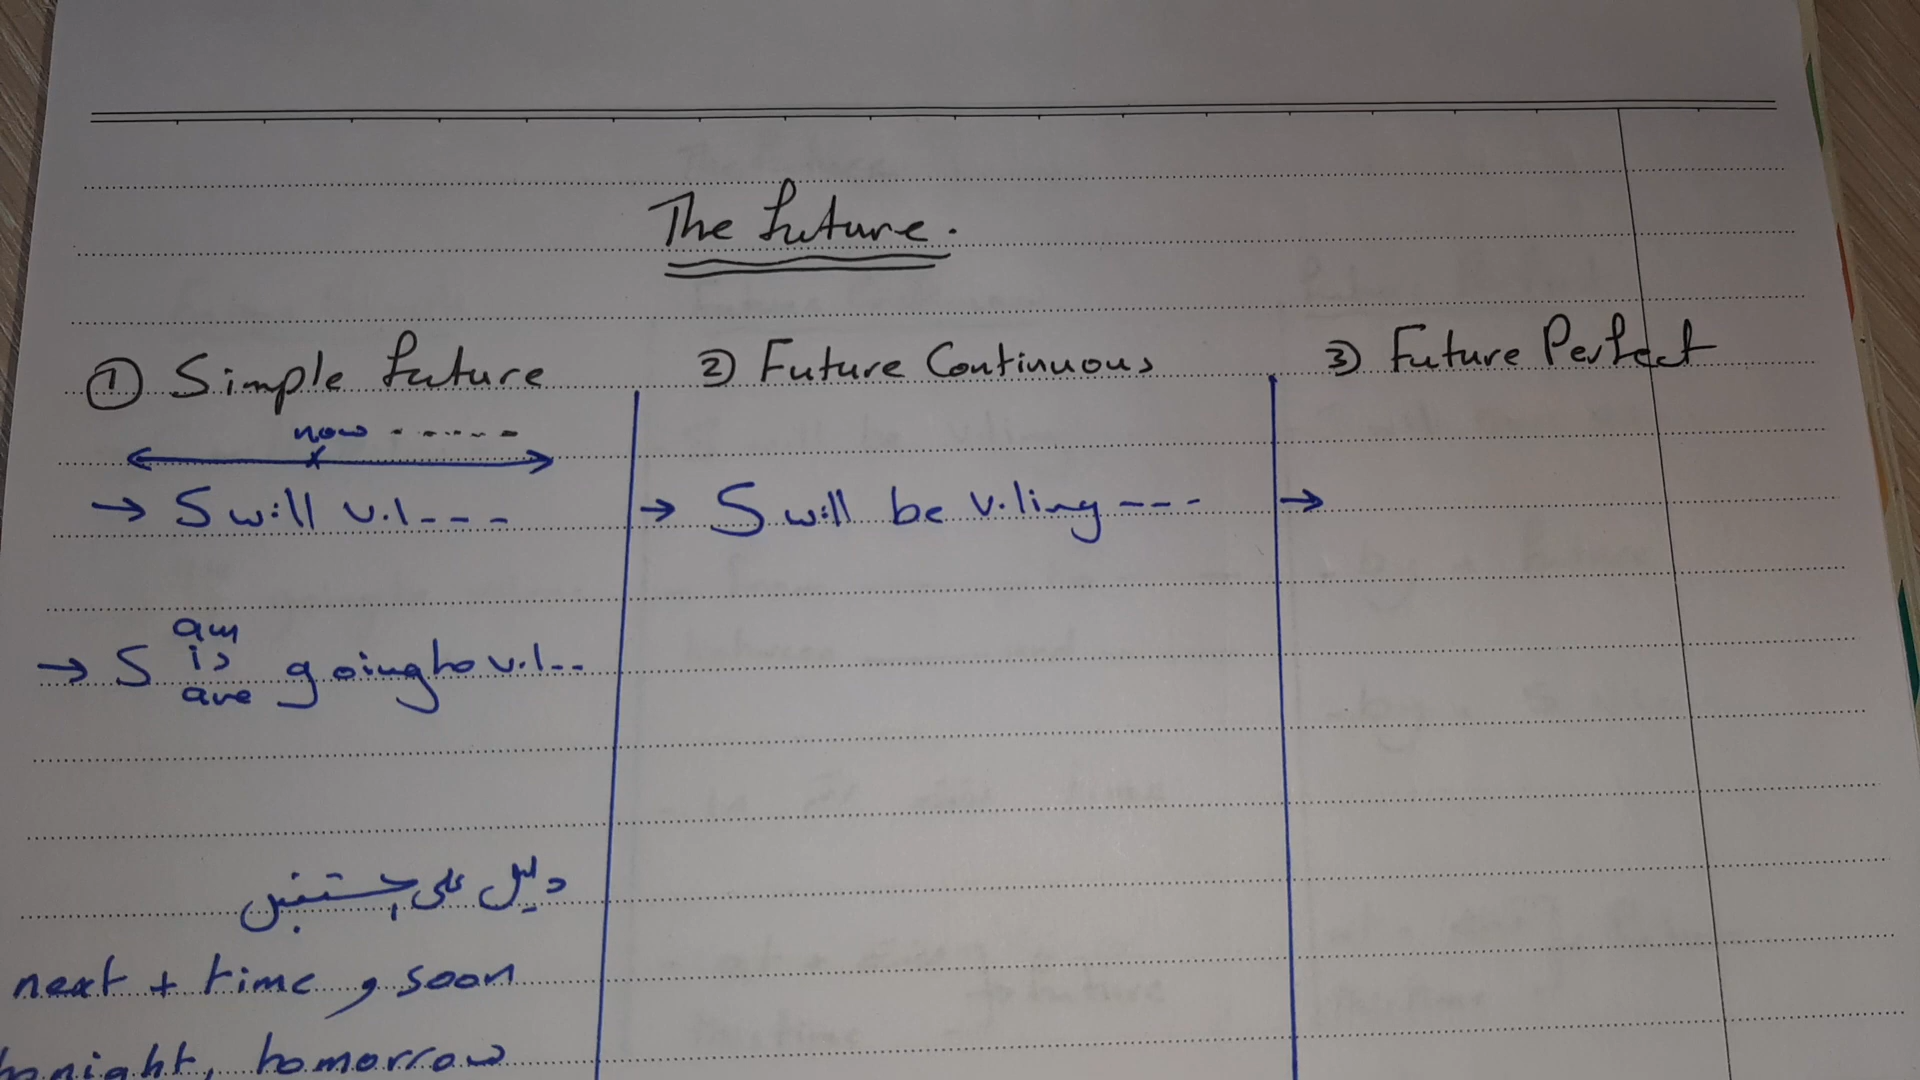 The future.
① Simple future
now ------
→ S will v.1---
→ S am
is
are going to v.1--
دليل على مستقبل
next + time, soon
tonight, tomorrow
2) Future Continuous
→ S will be v.1ing ---
3) Future Perfect
→